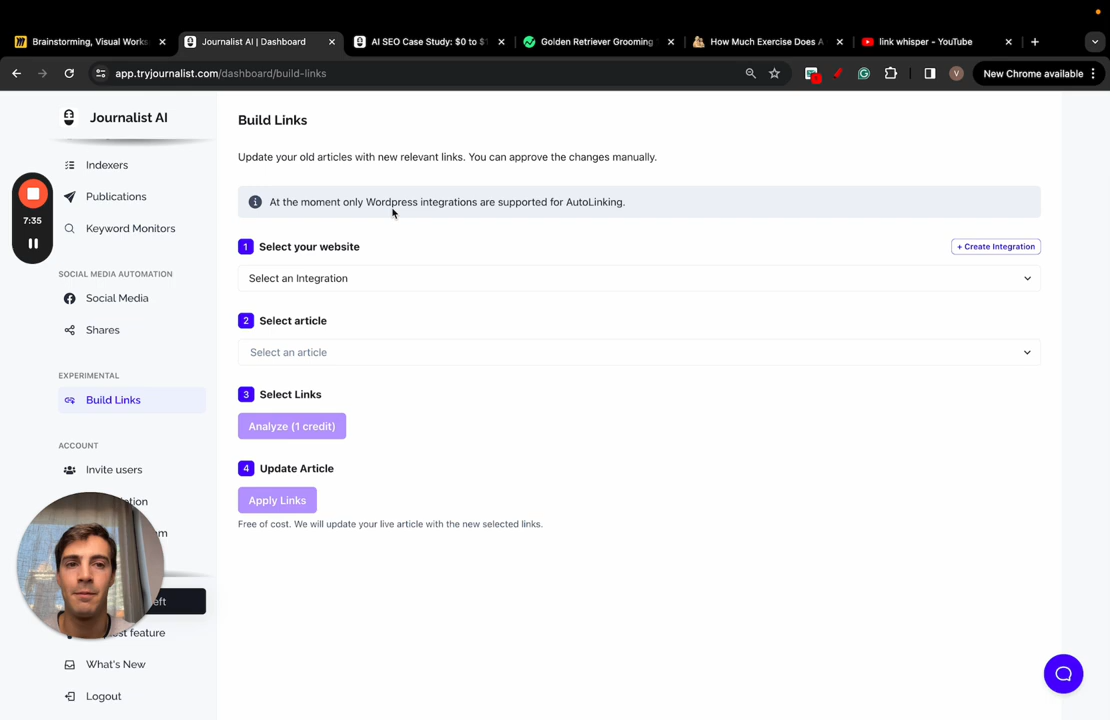 Brainstorming, Visual Works
Journalist AI | Dashboard
AI SEO Case Study: $0 to $1
Golden Retriever Grooming
How Much Exercise Does A
link whisper - YouTube
app.tryjournalist.com/dashboard/build-links
V
New Chrome available
Journalist AI
Indexers
Publications
Keyword Monitors
SOCIAL MEDIA AUTOMATION
Social Media
Shares
EXPERIMENTAL
Build Links
ACCOUNT
Invite users
What's New
Logout
7:35
Build Links
Update your old articles with new relevant links. You can approve the changes manually.
At the moment only Wordpress integrations are supported for AutoLinking.
1 Select your website
+ Create Integration
Select an Integration
2 Select article
Select an article
3 Select Links
Analyze (1 credit)
4 Update Article
Apply Links
Free of cost. We will update your live article with the new selected links.